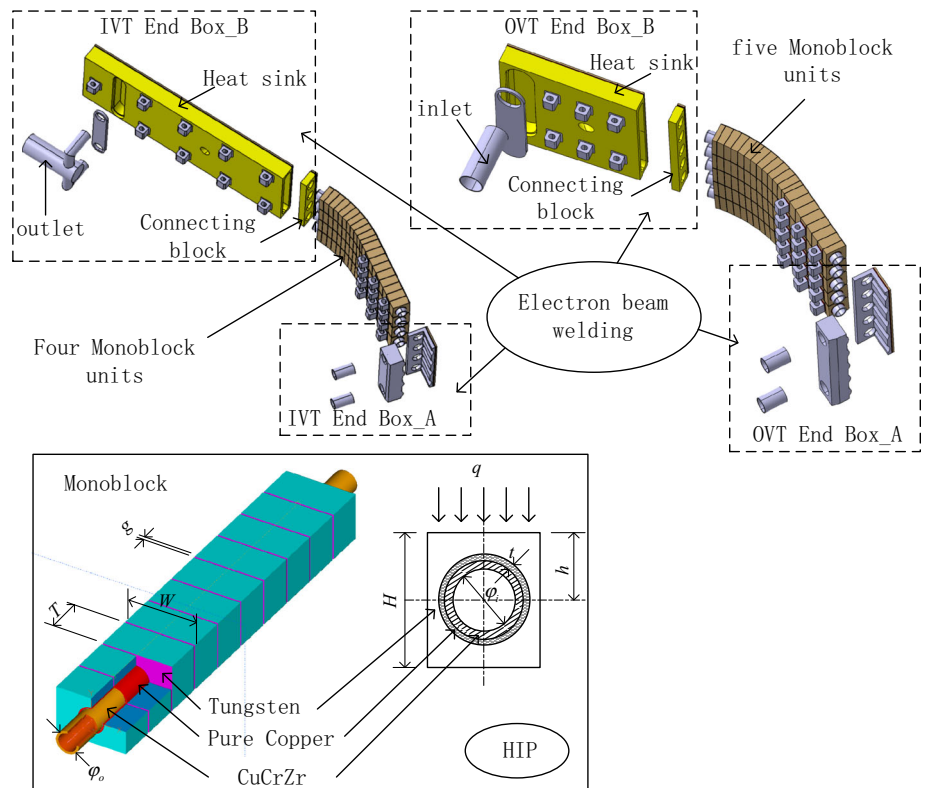 IVT End Box_B
OVT End Box_B
Heat sink
Heat sink
five Monoblock
units
inlet
outlet
Connecting
block
Connecting
block
Electron beam
welding
Four Monoblock
units
IVT End Box_A
OVT End Box_A
Monoblock
q
g
t
h
H
φi
W
T
Tungsten
Pure Copper
CuCrZr
φo
HIP